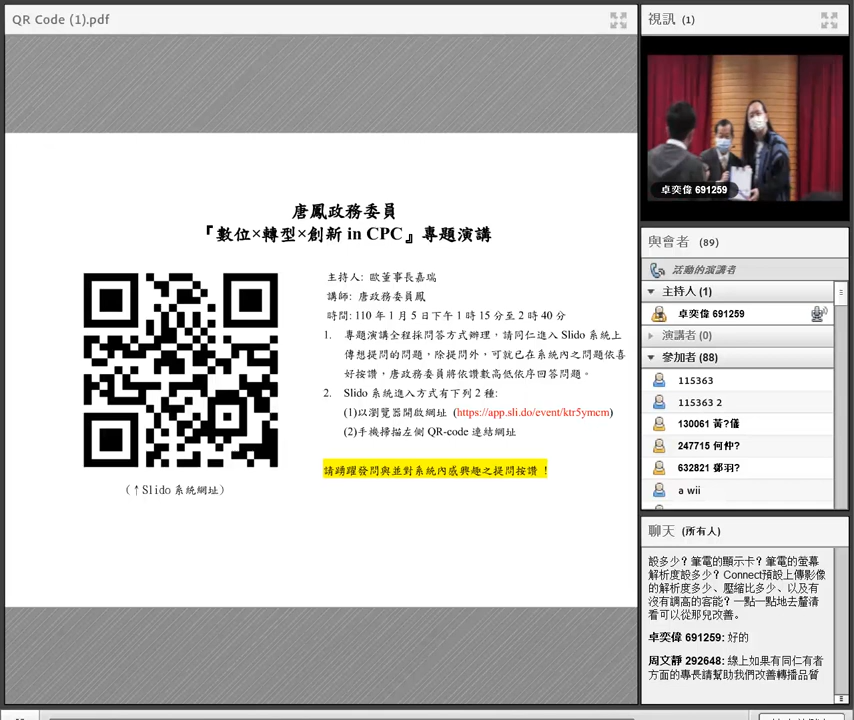 QR Code (1).pdf
唐鳳政務委員
『數位×轉型×創新 in CPC』專題演講
主持人: 歐董事長嘉瑞
講師: 唐政務委員鳳
時間: 110 年 1 月 5 日下午 1 時 15 分至 2 時 40 分
1. 專題演講全程採問答方式辦理，請同仁進入 Slido 系統上
傳想提問的問題，除提問外，可就已在系統內之問題依喜
好按讚，唐政務委員將依讚數高低依序回答問題。
2. Slido 系統進入方式有下列 2 種:
(1)以瀏覽器開啟網址 (https://app.sli.do/event/ktr5ymcm)
(2)手機掃描左側 QR-code 連結網址
請踴躍發問與並對系統內感興趣之提問按讚 !
(↑Slido 系統網址)
視訊 (1)
卓奕偉 691259
與會者 (89)
活動的演講者
主持人 (1)
卓奕偉 691259
演講者 (0)
參加者 (88)
115363
115363 2
130061 黃?儀
247715 何仲?
632821 鄧羽?
a wii
聊天 (所有人)
設多少? 筆電的顯示卡? 筆電的螢幕
解析度設多少? Connect預設上傳影像
的解析度多少、壓縮比多少、以及有
沒有調高的客能? 一點一點地去釐清
看可以從那兒改善。
卓奕偉 691259: 好的
周文靜 292648: 線上如果有同仁有者
方面的專長請幫助我們改善轉播品質